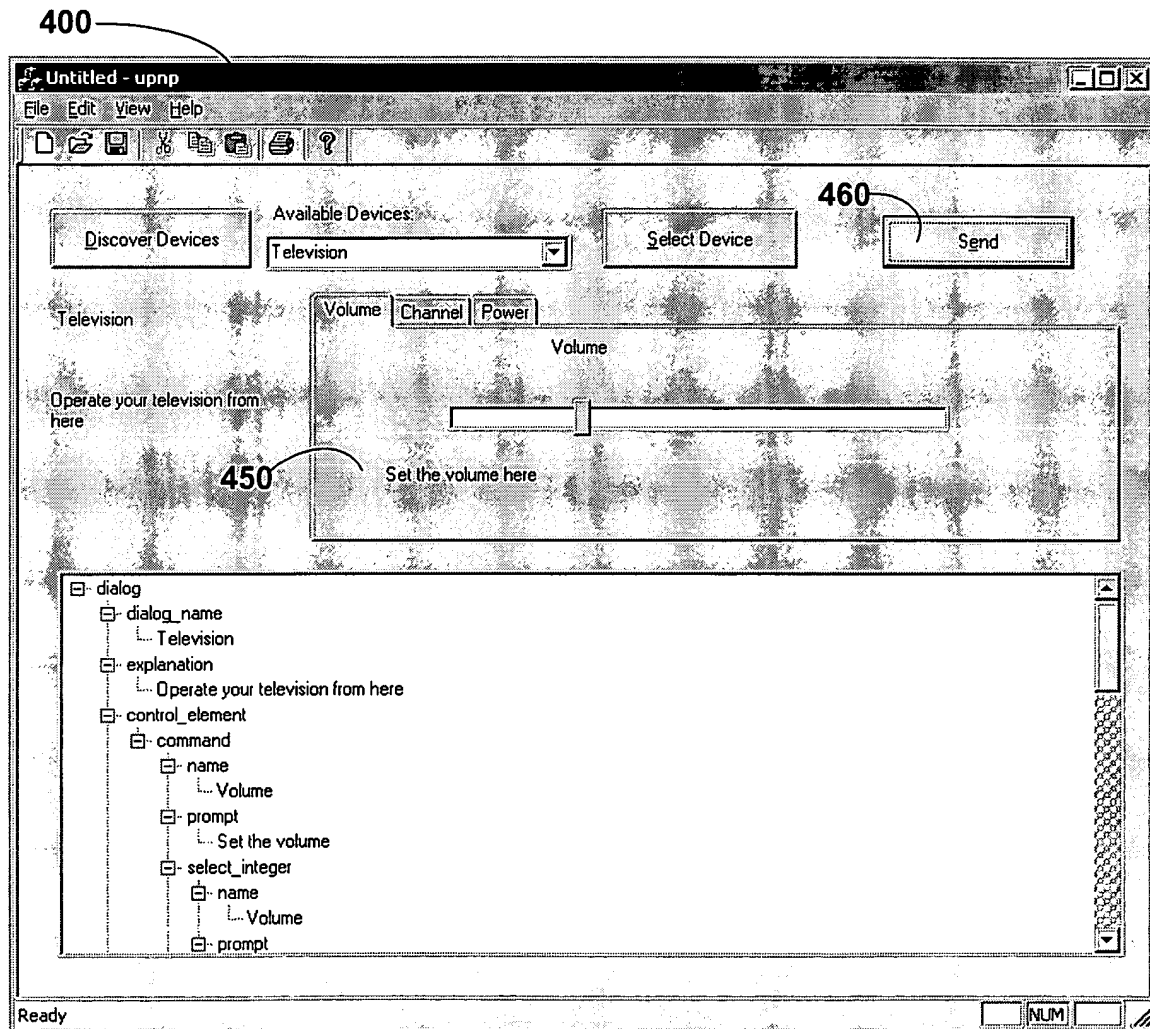 400
Untitled - upnp
File Edit View Help
460
Discover Devices
Available Devices:
Television
Select Device
Send
Television
Volume Channel Power
Volume
Operate your television from
here
450
Set the volume here
dialog
dialog_name
Television
explanation
Operate your television from here
control_element
command
name
Volume
prompt
Set the volume
select_integer
name
Volume
prompt
Ready
NUM